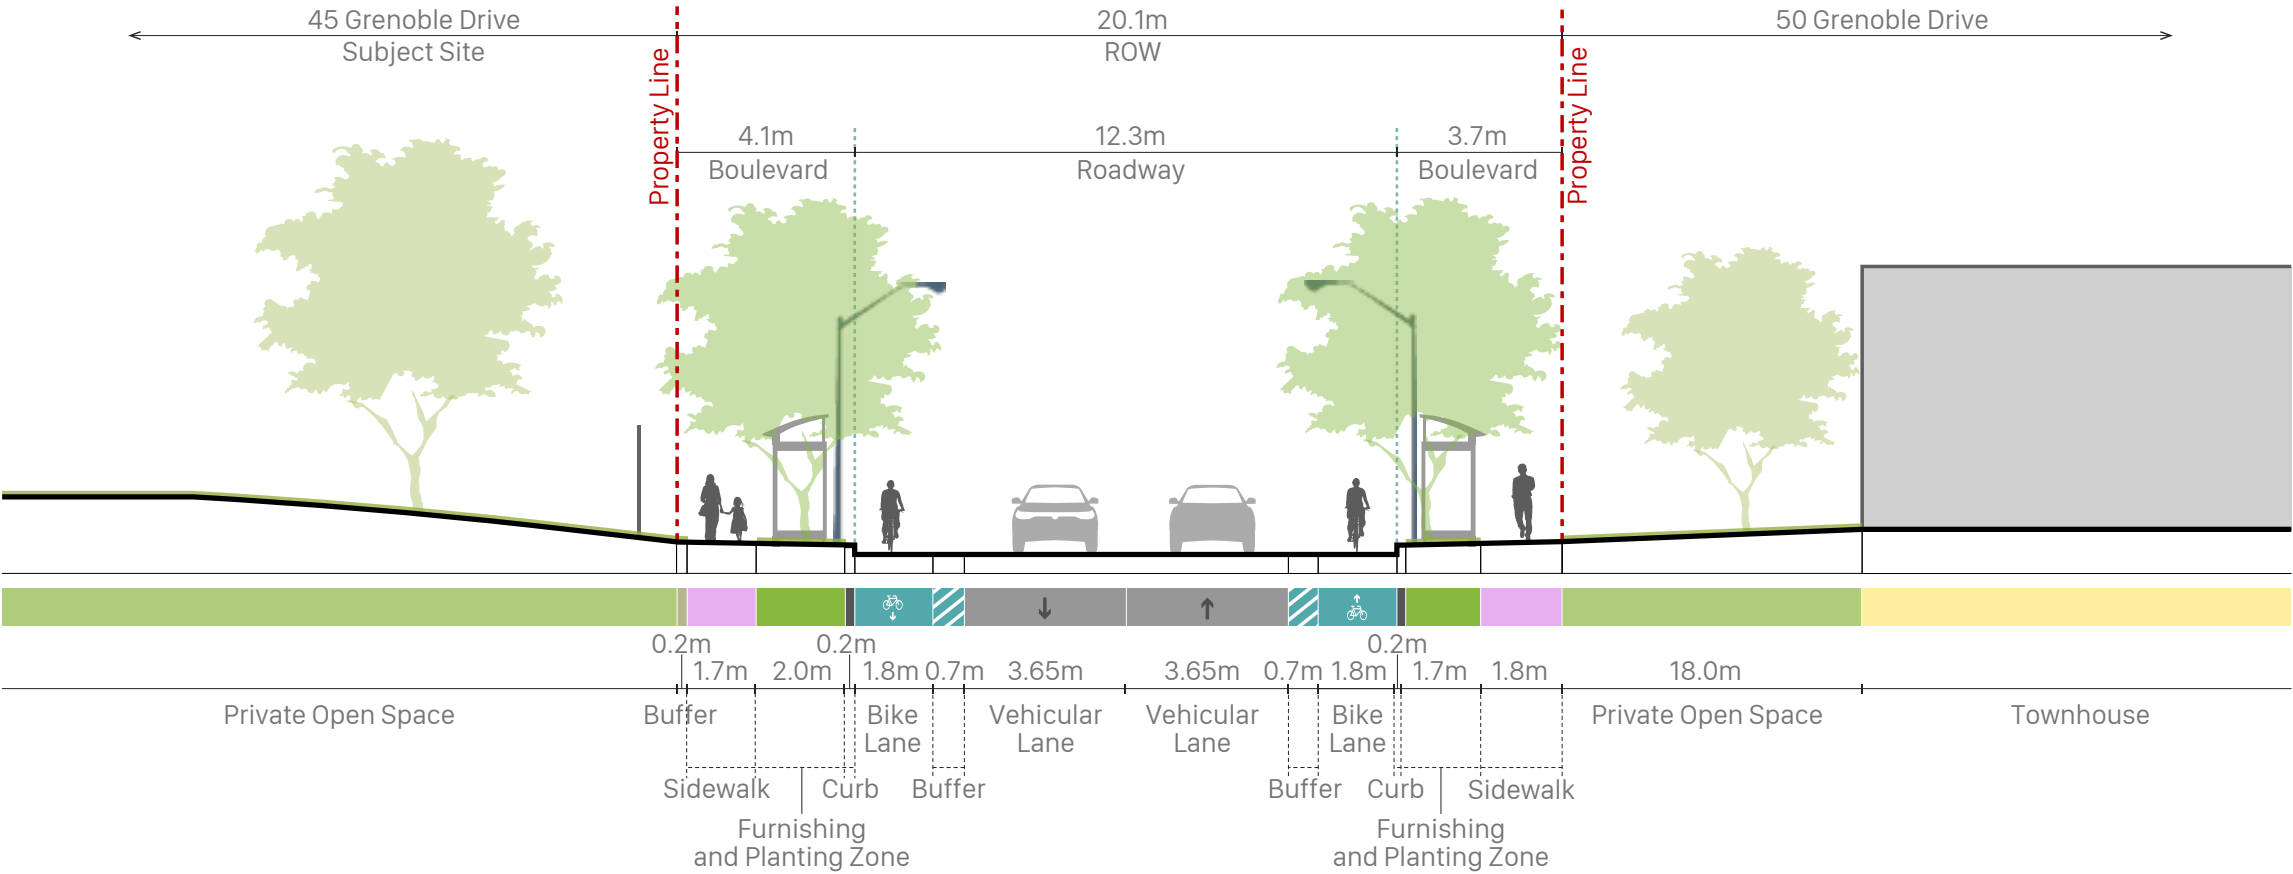 45 Grenoble Drive
Subject Site
20.1m
ROW
50 Grenoble Drive
Property Line
Property Line
4.1m
Boulevard
12.3m
Roadway
3.7m
Boulevard
0.2m
0.2m
0.2m
1.7m
2.0m
1.8m
0.7m
3.65m
3.65m
0.7m
1.8m
1.7m
1.8m
18.0m
Private Open Space
Buffer
Bike
Lane
Vehicular
Lane
Vehicular
Lane
Bike
Lane
Private Open Space
Townhouse
Sidewalk
Curb
Buffer
Buffer
Curb
Sidewalk
Furnishing
and Planting Zone
Furnishing
and Planting Zone